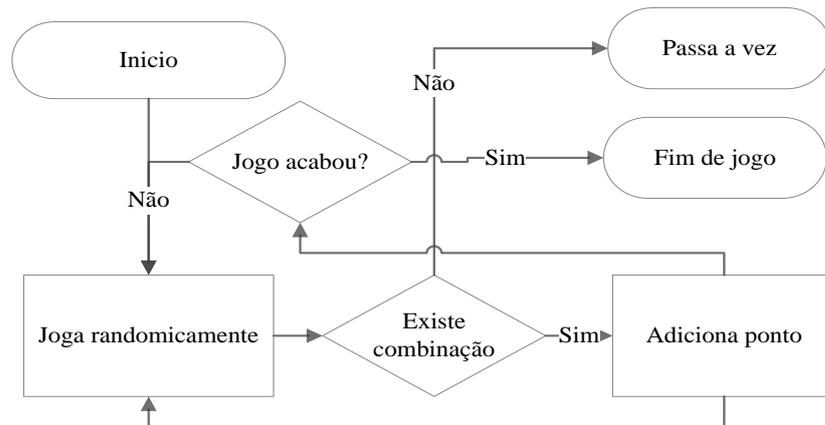 Inicio
Passa a vez
Não
Jogo acabou?
Sim
Fim de jogo
Não
Joga randomicamente
Existe
combinação
Sim
Adiciona ponto